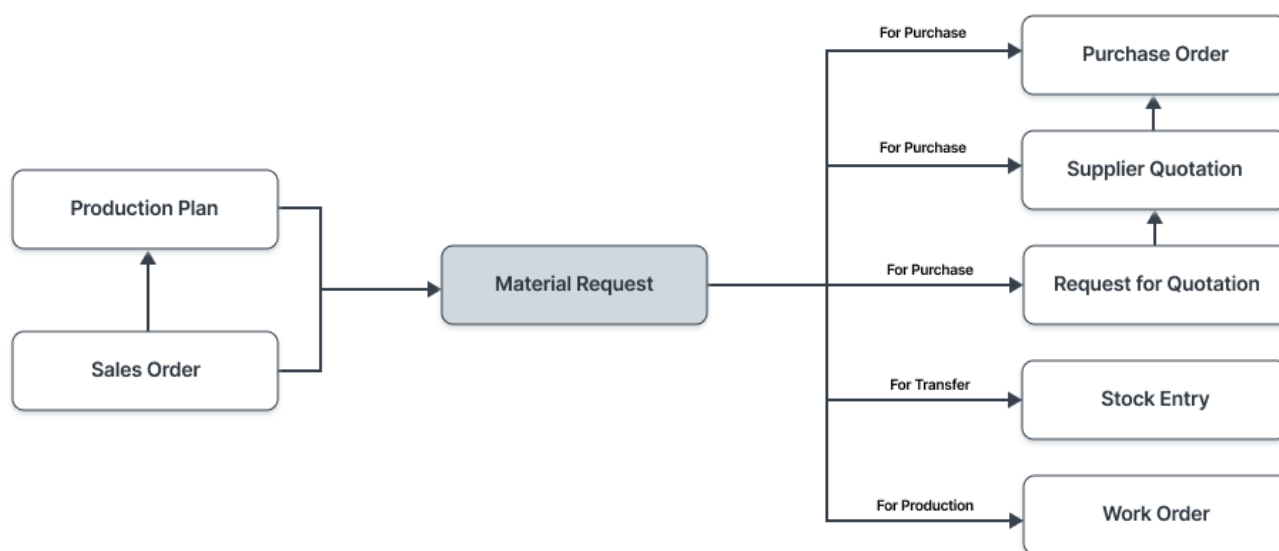 For Purchase
Purchase Order
For Purchase
Supplier Quotation
Production Plan
For Purchase
Material Request
Request for Quotation
Sales Order
For Transfer
Stock Entry
For Production
Work Order